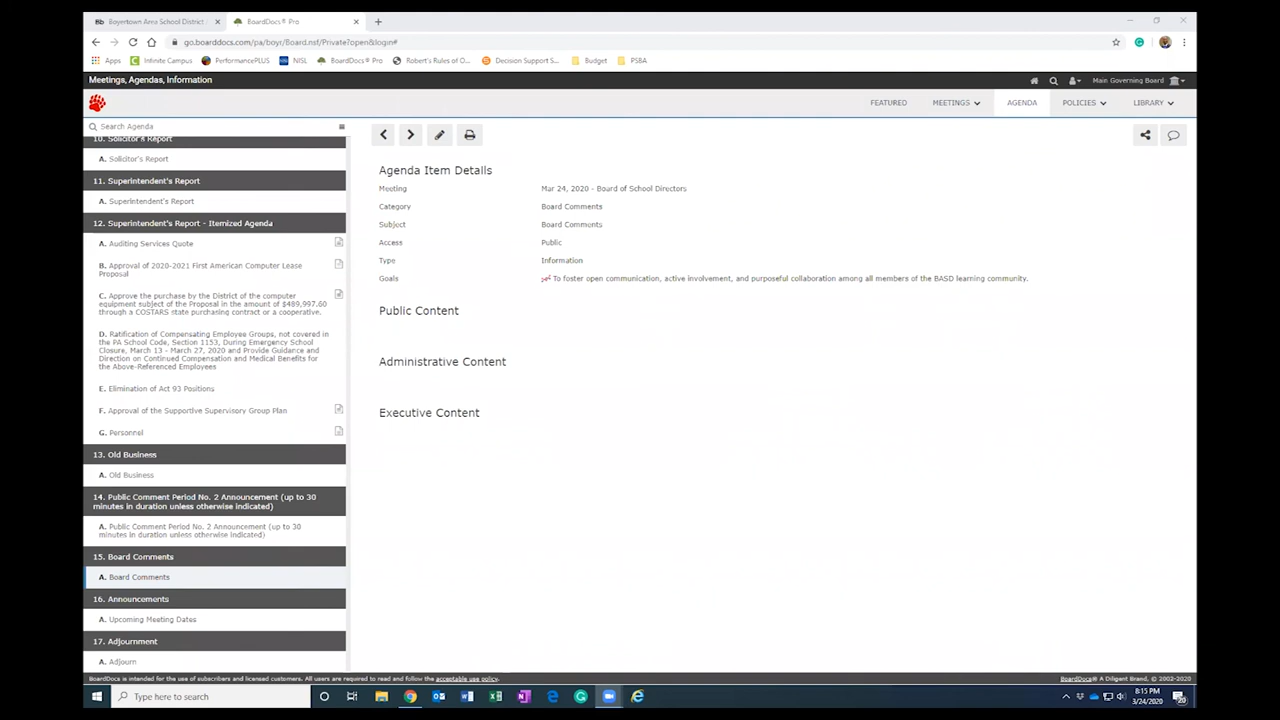 Boyertown Area School District
BoardDocs® Pro
go.boarddocs.com/pa/boyr/Board.nsf/Private?open&login#
Apps
Infinite Campus
PerformancePLUS
NISL
BoardDocs® Pro
Robert's Rules of O...
Decision Support S...
Budget
PSBA
Meetings, Agendas, Information
Main Governing Board
FEATURED
MEETINGS
AGENDA
POLICIES
LIBRARY
Search Agenda
10. Solicitor's Report
A. Solicitor's Report
11. Superintendent's Report
A. Superintendent's Report
12. Superintendent's Report - Itemized Agenda
A. Auditing Services Quote
B. Approval of 2020-2021 First American Computer Lease
Proposal
C. Approve the purchase by the District of the computer
equipment subject of the Proposal in the amount of $489,997.60
through a COSTARS state purchasing contract or a cooperative.
D. Ratification of Compensating Employee Groups, not covered in
the PA School Code, Section 1153, During Emergency School
Closure, March 13 - March 27, 2020 and Provide Guidance and
Direction on Continued Compensation and Medical Benefits for
the Above-Referenced Employees
E. Elimination of Act 93 Positions
F. Approval of the Supportive Supervisory Group Plan
G. Personnel
13. Old Business
A. Old Business
14. Public Comment Period No. 2 Announcement (up to 30
minutes in duration unless otherwise indicated)
A. Public Comment Period No. 2 Announcement (up to 30
minutes in duration unless otherwise indicated)
15. Board Comments
A. Board Comments
16. Announcements
A. Upcoming Meeting Dates
17. Adjournment
A. Adjourn
Agenda Item Details
Meeting Mar 24, 2020 - Board of School Directors
Category Board Comments
Subject Board Comments
Access Public
Type Information
Goals To foster open communication, active involvement, and purposeful collaboration among all members of the BASD learning community.
Public Content
Administrative Content
Executive Content
BoardDocs is intended for the use of subscribers and licensed customers. All users are required to read and follow the acceptable use policy.
BoardDocs® A Diligent Brand, © 2002-2020
Type here to search
8:15 PM
3/24/2020